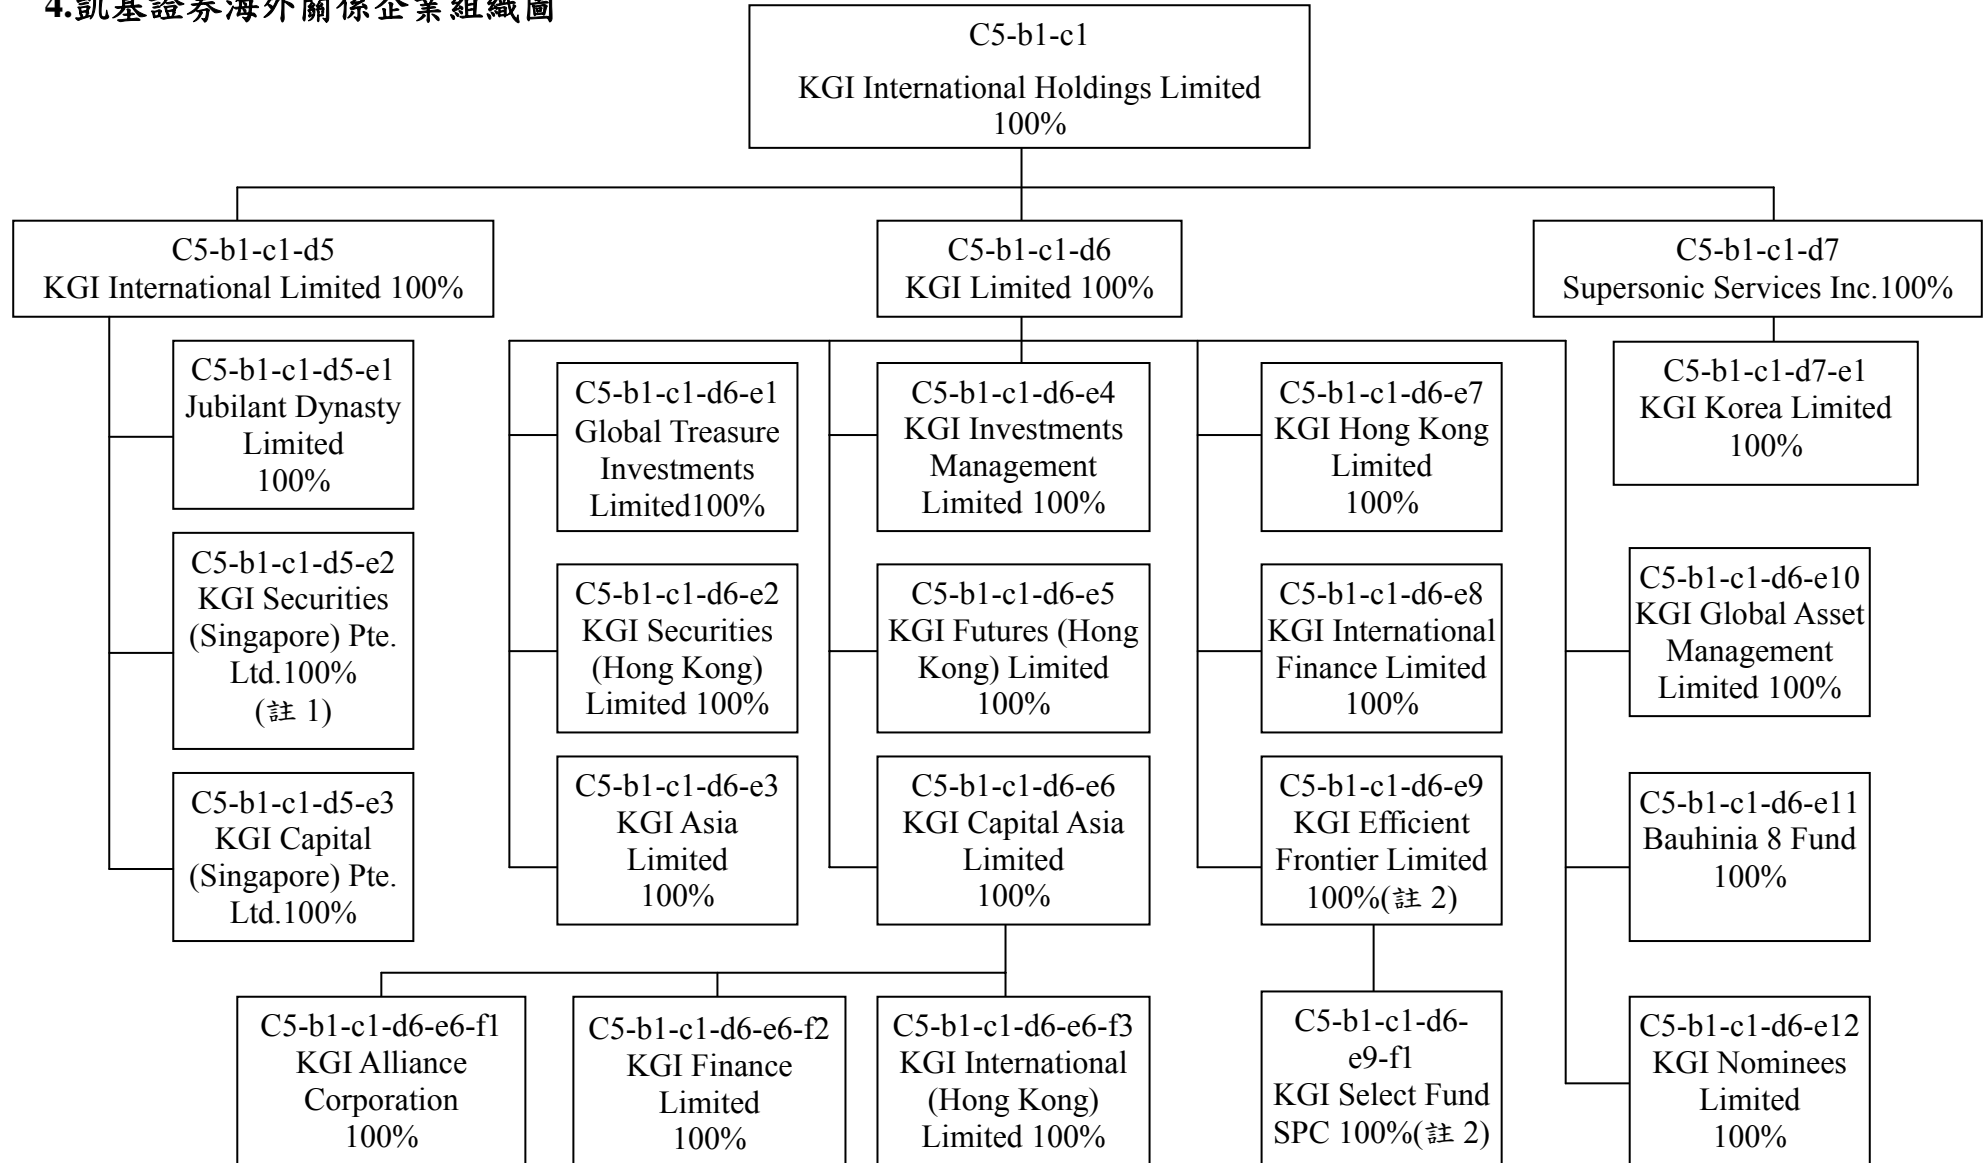 4.凱基證券海外關係企業組織圖
C5-b1-c1
KGI International Holdings Limited
100%
C5-b1-c1-d5
KGI International Limited 100%
C5-b1-c1-d6
KGI Limited 100%
C5-b1-c1-d7
Supersonic Services Inc.100%
C5-b1-c1-d5-e1
Jubilant Dynasty
Limited
100%
C5-b1-c1-d6-e1
Global Treasure
Investments
Limited100%
C5-b1-c1-d6-e4
KGI Investments
Management
Limited 100%
C5-b1-c1-d6-e7
KGI Hong Kong
Limited
100%
C5-b1-c1-d7-e1
KGI Korea Limited
100%
C5-b1-c1-d5-e2
KGI Securities
(Singapore) Pte.
Ltd.100%
(註 1)
C5-b1-c1-d6-e2
KGI Securities
(Hong Kong)
Limited 100%
C5-b1-c1-d6-e5
KGI Futures (Hong
Kong) Limited
100%
C5-b1-c1-d6-e8
KGI International
Finance Limited
100%
C5-b1-c1-d6-e10
KGI Global Asset
Management
Limited 100%
C5-b1-c1-d5-e3
KGI Capital
(Singapore) Pte.
Ltd.100%
C5-b1-c1-d6-e3
KGI Asia
Limited
100%
C5-b1-c1-d6-e6
KGI Capital Asia
Limited
100%
C5-b1-c1-d6-e9
KGI Efficient
Frontier Limited
100%(註 2)
C5-b1-c1-d6-e11
Bauhinia 8 Fund
100%
C5-b1-c1-d6-e6-f1
KGI Alliance
Corporation
100%
C5-b1-c1-d6-e6-f2
KGI Finance
Limited
100%
C5-b1-c1-d6-e6-f3
KGI International
(Hong Kong)
Limited 100%
C5-b1-c1-d6-
e9-f1
KGI Select Fund
SPC 100%(註 2)
C5-b1-c1-d6-e12
KGI Nominees
Limited
100%